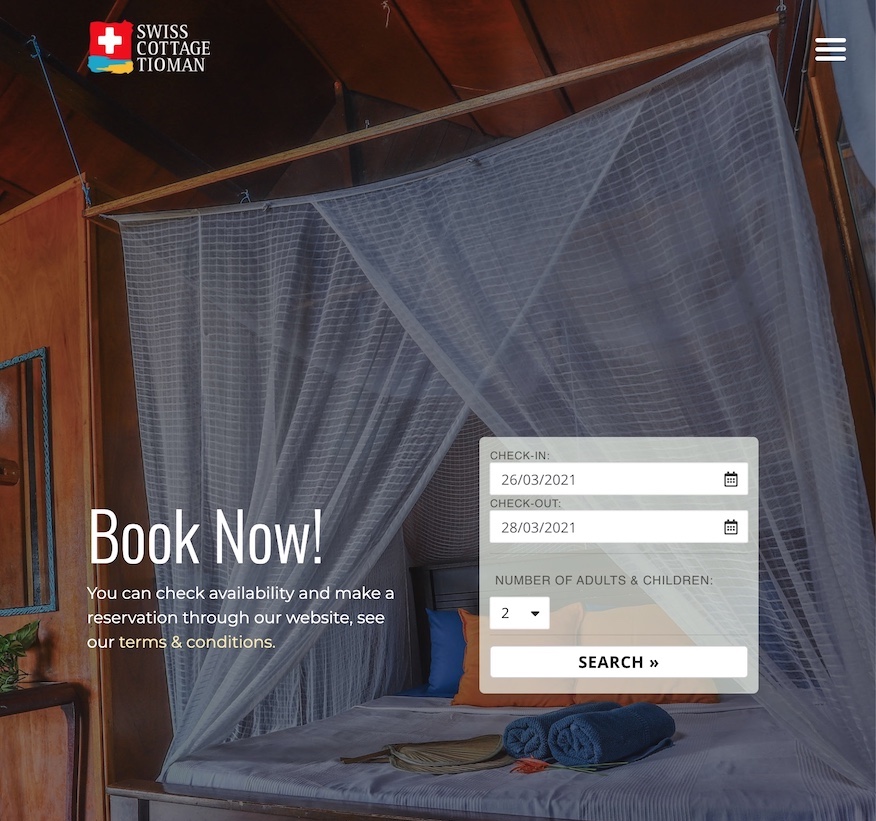 SWISS
COTTAGE
TIOMAN
CHECK-IN:
26/03/2021
CHECK-OUT:
28/03/2021
NUMBER OF ADULTS & CHILDREN:
2
SEARCH »
Book Now!
You can check availability and make a
reservation through our website, see
our terms & conditions.